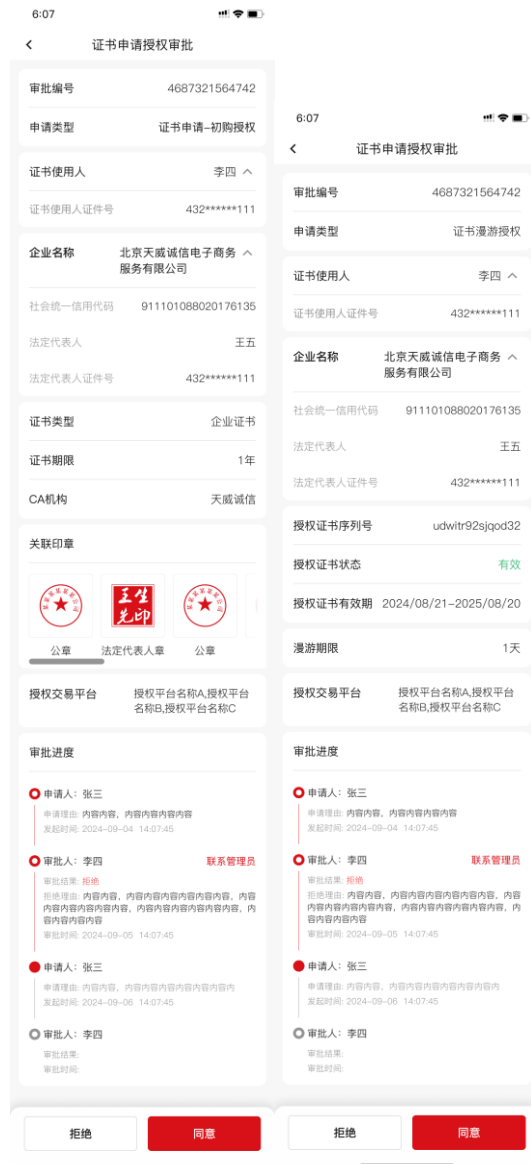 6:07
证书申请授权审批
审批编号 4687321564742
申请类型 证书申请-初购授权
证书使用人 李四
证书使用人证件号 432******111
企业名称 北京天威诚信电子商务
服务有限公司
社会统一信用代码 911101088020176135
法定代表人 王五
法定代表人证件号 432******111
证书类型 企业证书
证书期限 1年
CA机构 天威诚信
关联印章
公章 法定代表人章 公章
授权交易平台 授权平台名称A,授权平台
名称B,授权平台名称C
审批进度
申请人：张三
申请理由: 内容内容，内容内容内容内容
发起时间: 2024-09-04 14:07:45
审批人：李四 联系管理员
审批结果: 拒绝
拒绝理由: 内容内容，内容内容内容内容内容内容，内容
内容内容内容内容内容，内容内容内容内容内容内容，内
容内容内容内容
审批时间: 2024-09-05 14:07:45
申请人：张三
申请理由: 内容内容，内容内容内容内容内容内容内
发起时间: 2024-09-06 14:07:45
审批人：李四
审批结果:
审批时间:
拒绝 同意
6:07
证书申请授权审批
审批编号 4687321564742
申请类型 证书漫游授权
证书使用人 李四
证书使用人证件号 432******111
企业名称 北京天威诚信电子商务
服务有限公司
社会统一信用代码 911101088020176135
法定代表人 王五
法定代表人证件号 432******111
授权证书序列号 udwitr92sjqod32
授权证书状态 有效
授权证书有效期 2024/08/21-2025/08/20
漫游期限 1天
授权交易平台 授权平台名称A,授权平台
名称B,授权平台名称C
审批进度
申请人：张三
申请理由: 内容内容，内容内容内容内容
发起时间: 2024-09-04 14:07:45
审批人：李四 联系管理员
审批结果: 拒绝
拒绝理由: 内容内容，内容内容内容内容内容内容，内容
内容内容内容内容内容，内容内容内容内容内容内容，内
容内容内容内容
审批时间: 2024-09-05 14:07:45
申请人：张三
申请理由: 内容内容，内容内容内容内容内容内容内
发起时间: 2024-09-06 14:07:45
审批人：李四
审批结果:
审批时间:
拒绝 同意